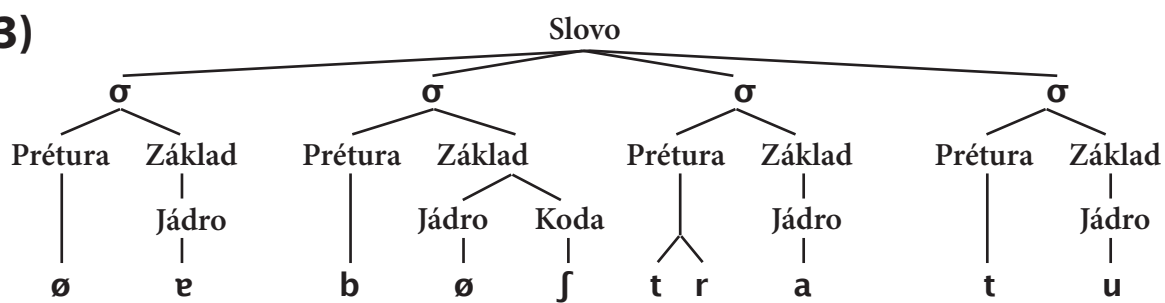 3)
Slovo
σ σ σ σ
Prétura Základ Prétura Základ Prétura Základ Prétura Základ
Jádro Jádro Koda Jádro Jádro
ø ɐ b ø ʃ t r a t u